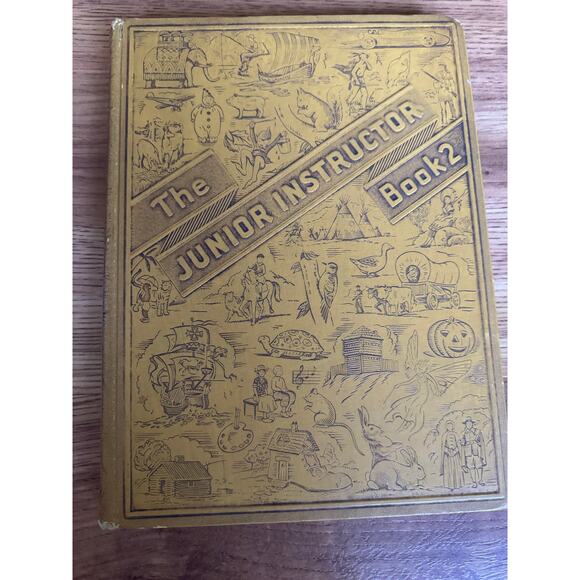 The
JUNIOR INSTRUCTOR
Book 2